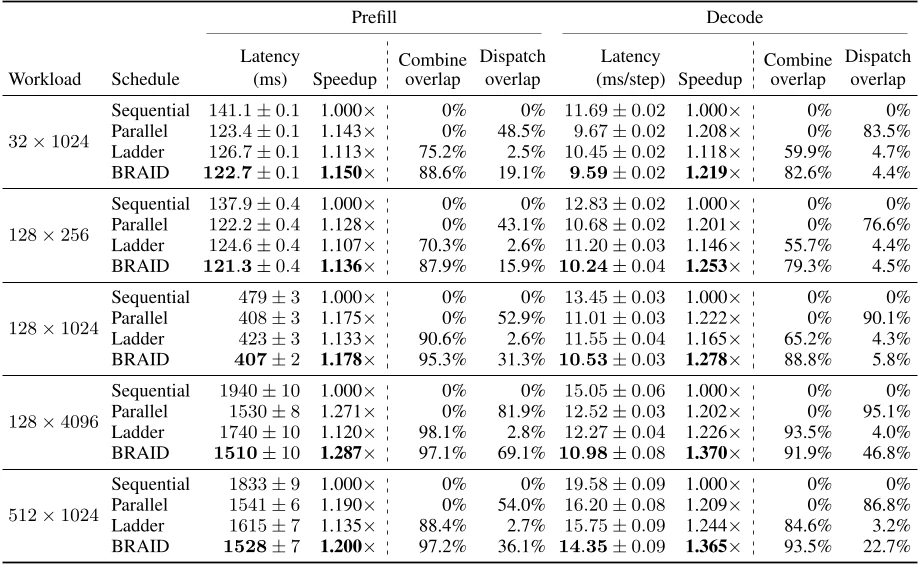 Prefill Decode
Workload Schedule Latency (ms) Speedup Combine overlap Dispatch overlap Latency (ms/step) Speedup Combine overlap Dispatch overlap
32 × 1024
Sequential 141.1 ± 0.1 1.000× 0% 0% 11.69 ± 0.02 1.000× 0% 0%
Parallel 123.4 ± 0.1 1.143× 0% 48.5% 9.67 ± 0.02 1.208× 0% 83.5%
Ladder 126.7 ± 0.1 1.113× 75.2% 2.5% 10.45 ± 0.02 1.118× 59.9% 4.7%
BRAID 122.7 ± 0.1 1.150× 88.6% 19.1% 9.59 ± 0.02 1.219× 82.6% 4.4%
128 × 256
Sequential 137.9 ± 0.4 1.000× 0% 0% 12.83 ± 0.02 1.000× 0% 0%
Parallel 122.2 ± 0.4 1.128× 0% 43.1% 10.68 ± 0.02 1.201× 0% 76.6%
Ladder 124.6 ± 0.4 1.107× 70.3% 2.6% 11.20 ± 0.03 1.146× 55.7% 4.4%
BRAID 121.3 ± 0.4 1.136× 87.9% 15.9% 10.24 ± 0.04 1.253× 79.3% 4.5%
128 × 1024
Sequential 479 ± 3 1.000× 0% 0% 13.45 ± 0.03 1.000× 0% 0%
Parallel 408 ± 3 1.175× 0% 52.9% 11.01 ± 0.03 1.222× 0% 90.1%
Ladder 423 ± 3 1.133× 90.6% 2.6% 11.55 ± 0.04 1.165× 65.2% 4.3%
BRAID 407 ± 2 1.178× 95.3% 31.3% 10.53 ± 0.03 1.278× 88.8% 5.8%
128 × 4096
Sequential 1940 ± 10 1.000× 0% 0% 15.05 ± 0.06 1.000× 0% 0%
Parallel 1530 ± 8 1.271× 0% 81.9% 12.52 ± 0.03 1.202× 0% 95.1%
Ladder 1740 ± 10 1.120× 98.1% 2.8% 12.27 ± 0.04 1.226× 93.5% 4.0%
BRAID 1510 ± 10 1.287× 97.1% 69.1% 10.98 ± 0.08 1.370× 91.9% 46.8%
512 × 1024
Sequential 1833 ± 9 1.000× 0% 0% 19.58 ± 0.09 1.000× 0% 0%
Parallel 1541 ± 6 1.190× 0% 54.0% 16.20 ± 0.08 1.209× 0% 86.8%
Ladder 1615 ± 7 1.135× 88.4% 2.7% 15.75 ± 0.09 1.244× 84.6% 3.2%
BRAID 1528 ± 7 1.200× 97.2% 36.1% 14.35 ± 0.09 1.365× 93.5% 22.7%